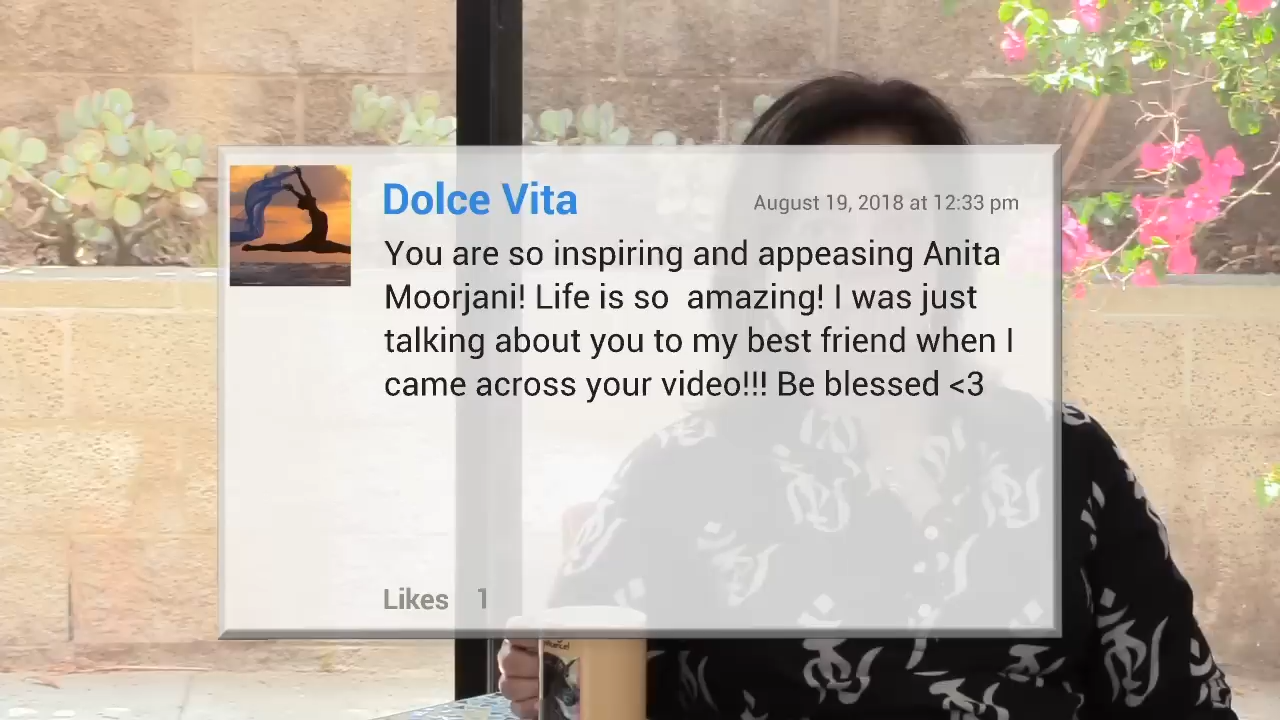 Dolce Vita
August 19, 2018 at 12:33 pm
You are so inspiring and appeasing Anita
Moorjani! Life is so  amazing! I was just
talking about you to my best friend when I
came across your video!!! Be blessed <3
Likes 1